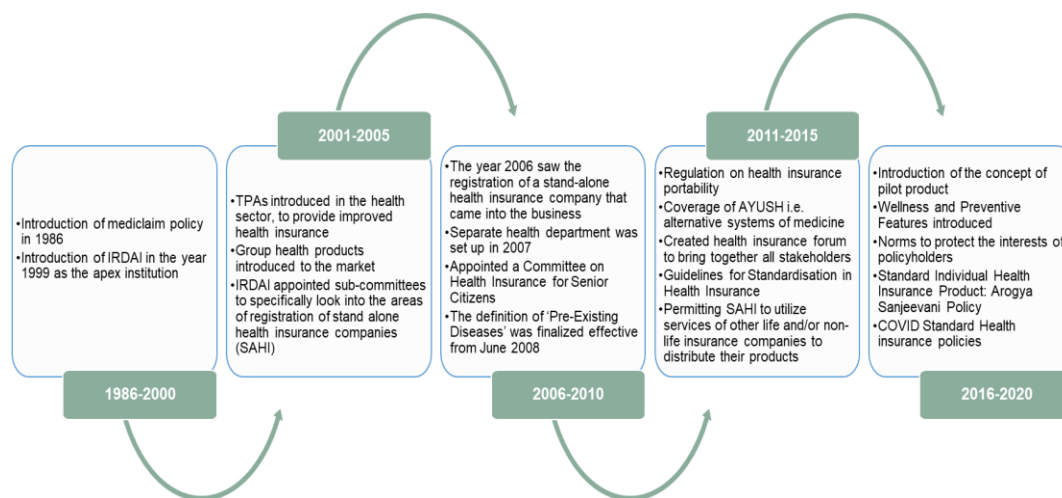 1986-2000
•Introduction of mediclaim policy
in 1986
•Introduction of IRDAI in the year
1999 as the apex institution
2001-2005
•TPAs introduced in the health
sector, to provide improved
health insurance
•Group health products
introduced to the market
•IRDAI appointed sub-committees
to specifically look into the areas
of registration of stand alone
health insurance companies
(SAHI)
2006-2010
•The year 2006 saw the
registration of a stand-alone
health insurance company that
came into the business
•Separate health department was
set up in 2007
•Appointed a Committee on
Health Insurance for Senior
Citizens
•The definition of ‘Pre-Existing
Diseases’ was finalized effective
from June 2008
2011-2015
•Regulation on health insurance
portability
•Coverage of AYUSH i.e.
alternative systems of medicine
•Created health insurance forum
to bring together all stakeholders
•Guidelines for Standardisation in
Health Insurance
•Permitting SAHI to utilize
services of other life and/or non-
life insurance companies to
distribute their products
2016-2020
•Introduction of the concept of
pilot product
•Wellness and Preventive
Features introduced
•Norms to protect the interests of
policyholders
•Standard Individual Health
Insurance Product: Arogya
Sanjeevani Policy
•COVID Standard Health
insurance policies